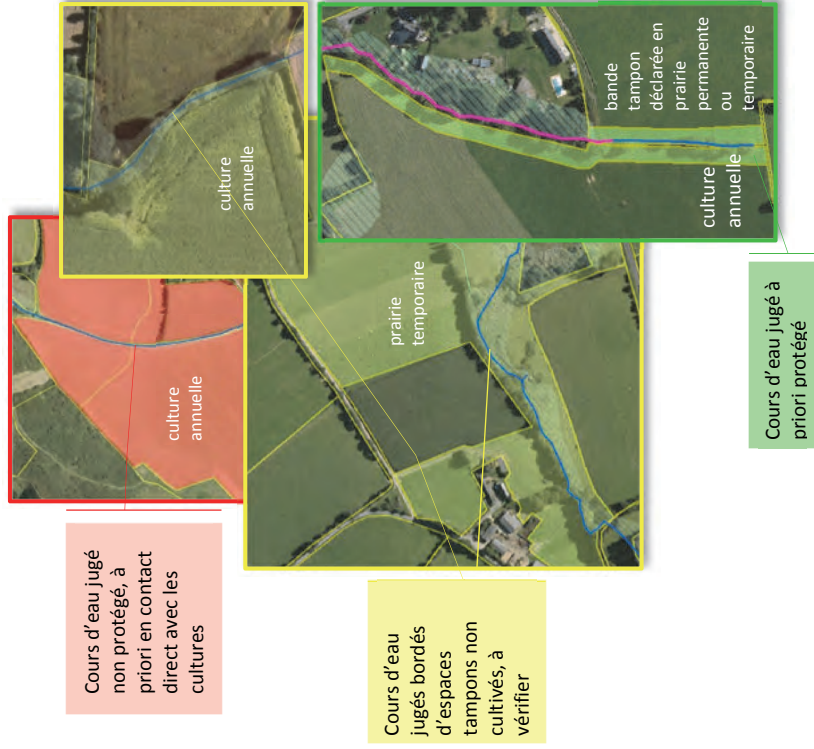 Cours d'eau jugé
non protégé, à
priori en contact
direct avec les
cultures
culture
annuelle
culture
annuelle
Cours d'eau
jugés bordés
d'espaces
tampons non
cultivés, à
vérifier
prairie
temporaire
bande
tampon
déclarée en
prairie
permanente
ou
temporaire
culture
annuelle
Cours d'eau jugé à
priori protégé